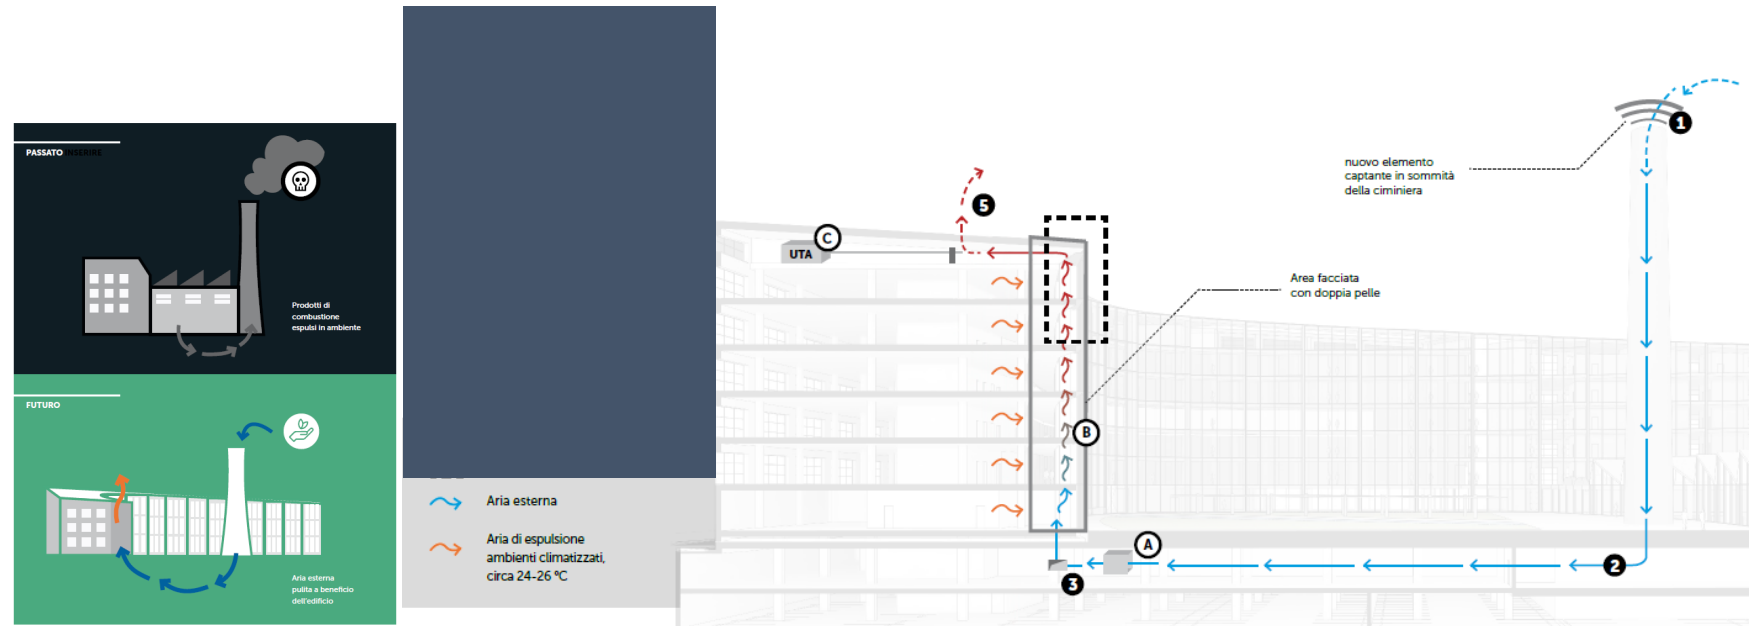 PASSATO INSERIRE
Prodotti di
combustione
espulsi in ambiente
FUTURO
Aria esterna
pulita a beneficio
dell'edificio
Aria esterna
Aria di espulsione
ambienti climatizzati,
circa 24-26 °C
UTA
C
5
B
A
3
2
1
nuovo elemento
captante in sommità
della ciminiera
Area facciata
con doppia pelle